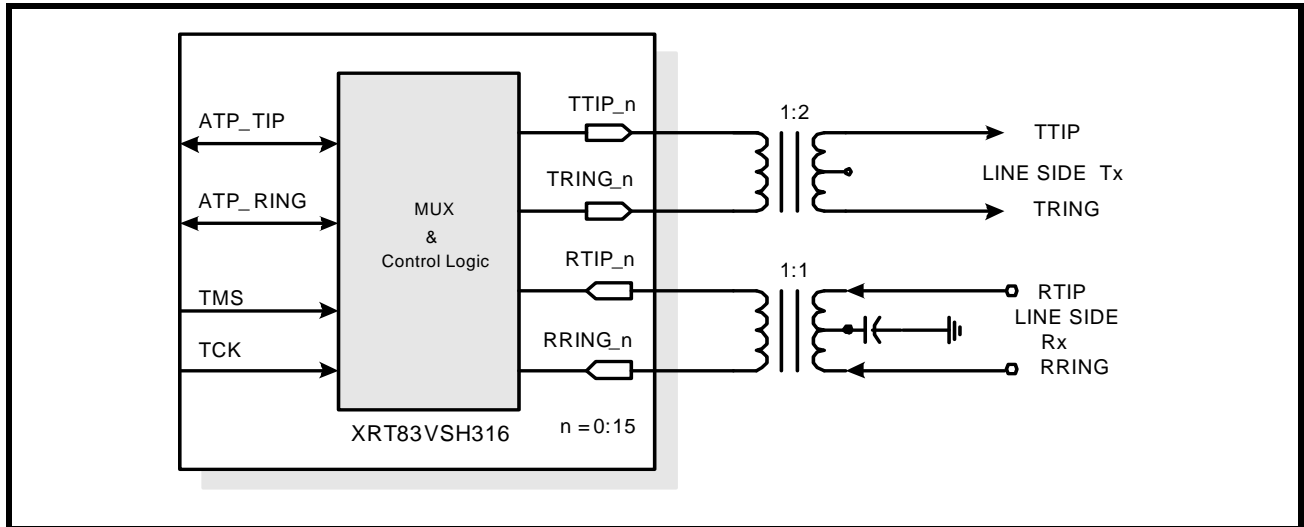 ATP_TIP
ATP_RING
TMS
TCK
MUX
&
Control Logic
XRT83VSH316
TTIP_n
TRING_n
RTIP_n
RRING_n
n = 0:15
1:2
1:1
TTIP
LINE SIDE Tx
TRING
RTIP
LINE SIDE
Rx
RRING